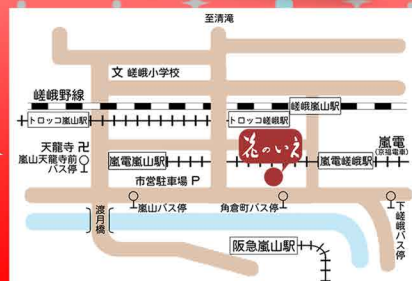 至清滝
文 嵯峨小学校
嵯峨野線
嵯峨嵐山駅
トロッコ嵐山駅
トロッコ嵯峨駅
花のいえ
嵐電
(京福電車)
天龍寺 卍
嵐山天龍寺前
バス停
嵐電嵐山駅
嵐電嵯峨駅
市営駐車場 P
嵐山バス停
角倉町バス停
下嵯峨バス停
渡月橋
阪急嵐山駅